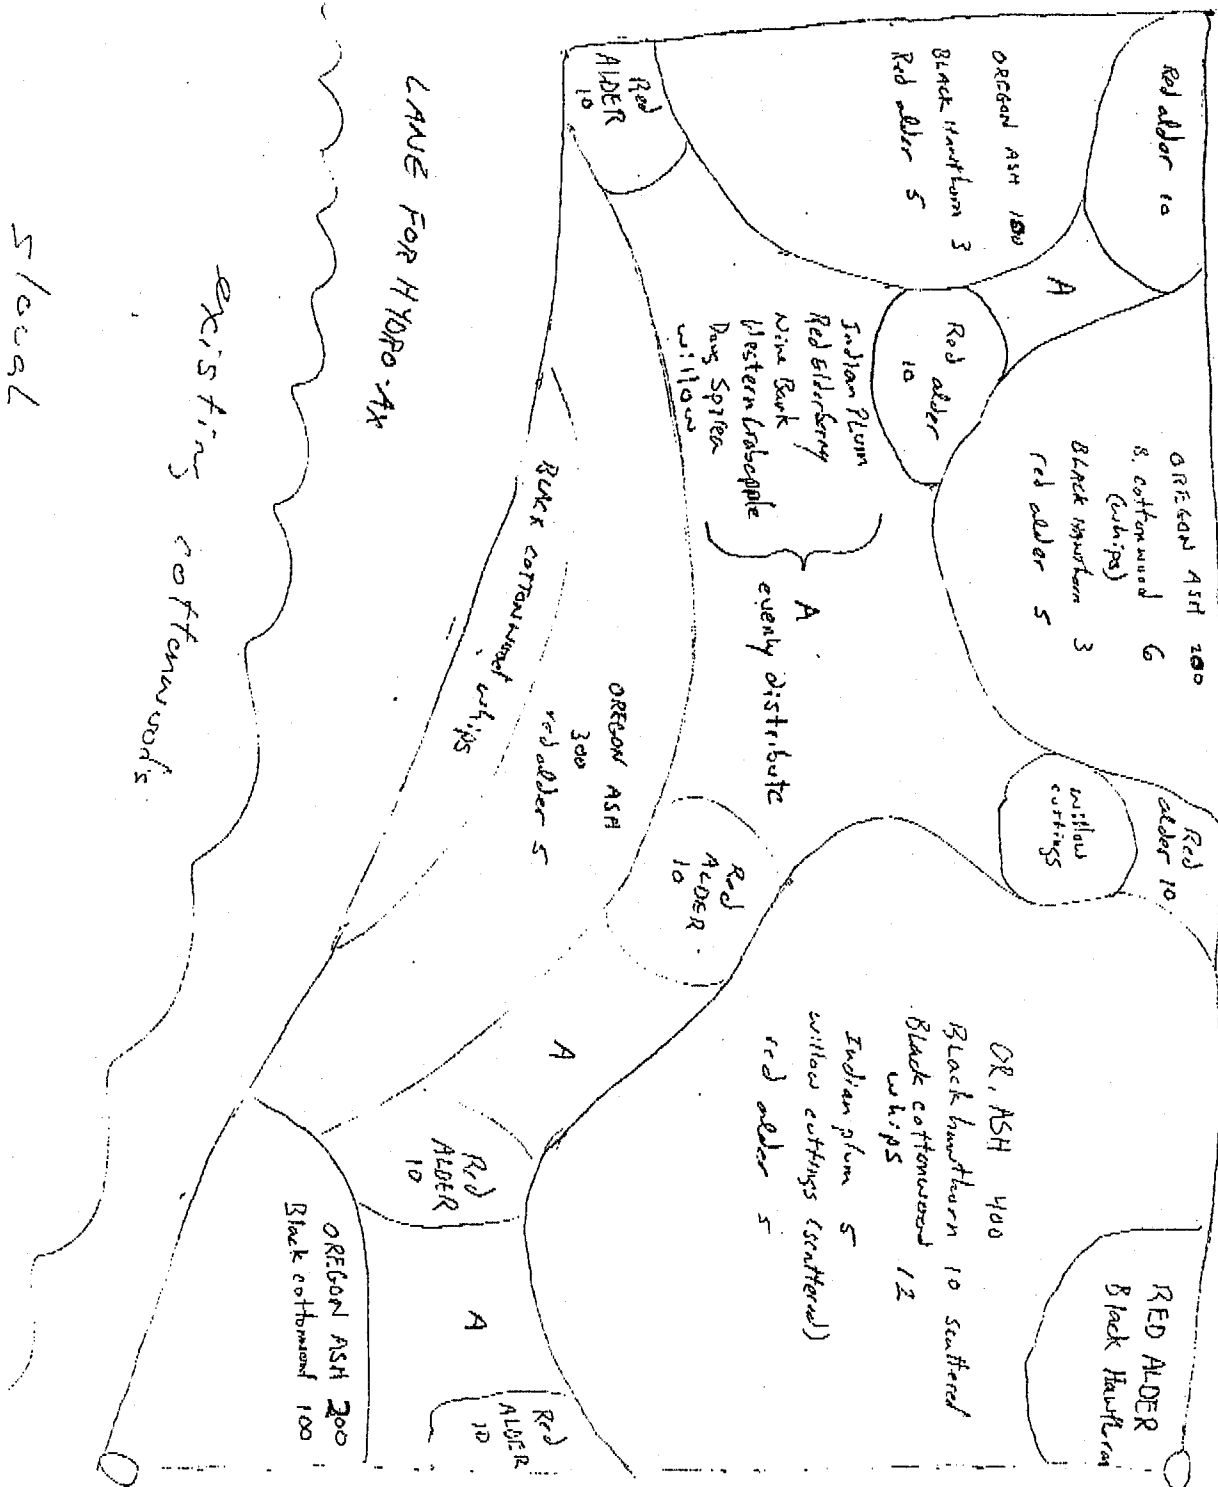 Red alder 10
OREGON ASH 100
BLACK Hawthorn 3
Red alder 5
Red
ALDER
10
A
Red alder
10
Indian PLum
Red Elderberry
Nine Bark
Western Crabapple
Doug Spirea
willow
A
evenly distribute
OREGON ASH 200
B. cottonwood 6
(whips)
BLACK Hawthorn 3
red alder 5
LANE FOR HYDRO-AX
existing cottonwoods
BLACK COTTONWOOD whips
OREGON ASH
300
red alder 5
Red
ALDER
10
willow
cuttings
Red
alder 10
OR. ASH 400
Black hawthorn 10 scattered
Black cottonwood 12
whips
Indian plum 5
willow cuttings (scattered)
red alder 5
A
Red
ALDER
10
RED ALDER
Black Hawthorn
A
Red
ALDER
10
OREGON ASH 200
Black cottonwood 100